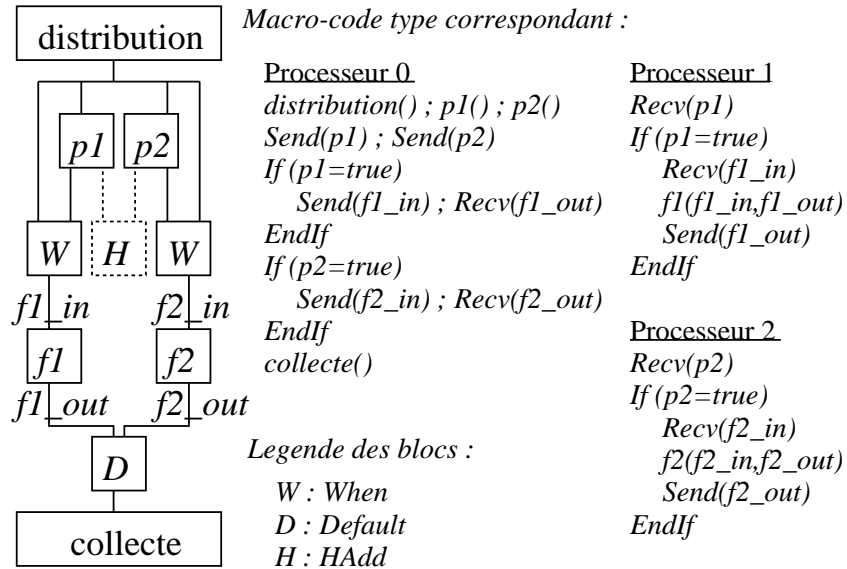 distribution
p1 p2
W H W
f1_in f2_in
f1 f2
f1_out f2_out
D
collecte
Macro-code type correspondant :
Processeur 0
distribution() ; p1() ; p2()
Send(p1) ; Send(p2)
If (p1=true)
Send(f1_in) ; Recv(f1_out)
EndIf
If (p2=true)
Send(f2_in) ; Recv(f2_out)
EndIf
collecte()
Processeur 1
Recv(p1)
If (p1=true)
Recv(f1_in)
f1(f1_in,f1_out)
Send(f1_out)
EndIf
Processeur 2
Recv(p2)
If (p2=true)
Recv(f2_in)
f2(f2_in,f2_out)
Send(f2_out)
EndIf
Legende des blocs :
W : When
D : Default
H : HAdd